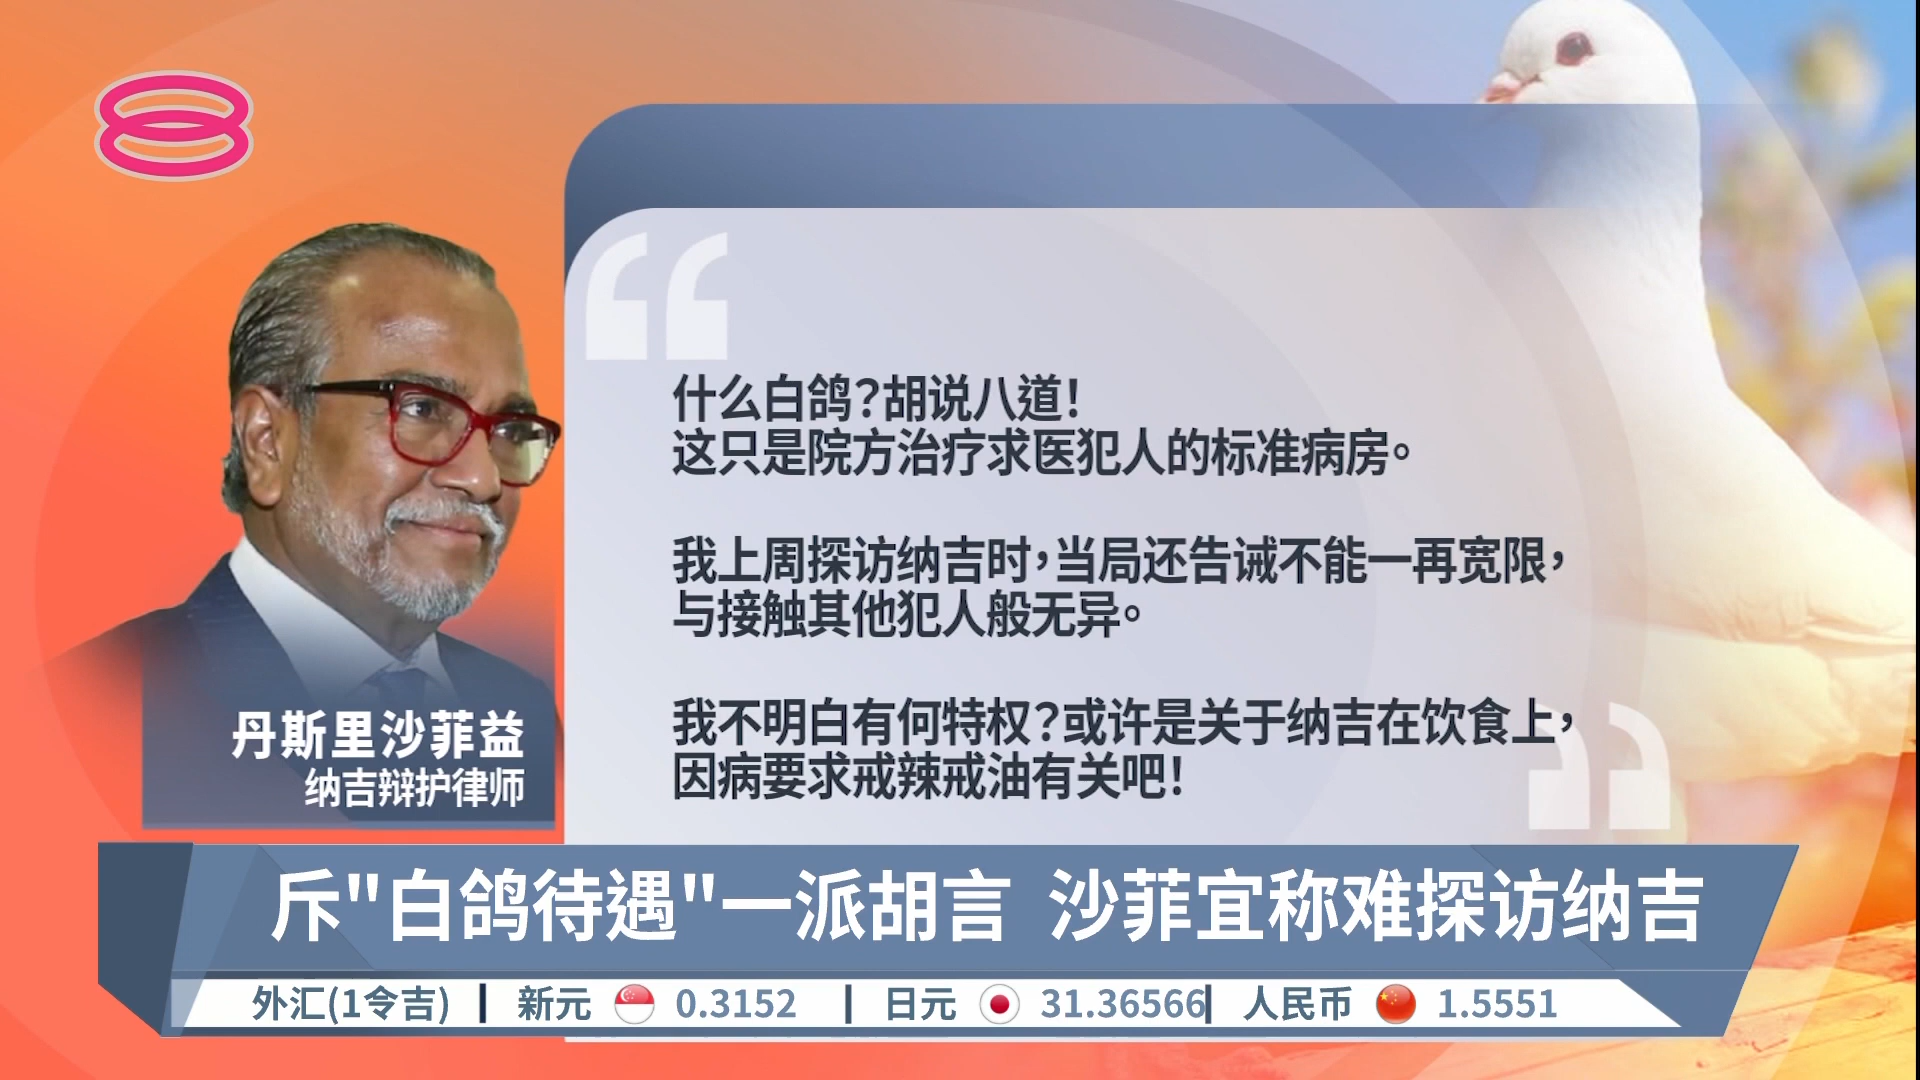 什么白鸽？胡说八道！
这只是院方治疗求医犯人的标准病房。
我上周探访纳吉时，当局还告诫不能一再宽限，
与接触其他犯人般无异。
我不明白有何特权？或许是关于纳吉在饮食上，
因病要求戒辣戒油有关吧！
丹斯里沙菲益
纳吉辩护律师
斥"白鸽待遇"一派胡言 沙菲宜称难探访纳吉
外汇(1令吉) | 新元 0.3152 | 日元 31.36566 | 人民币 1.5551